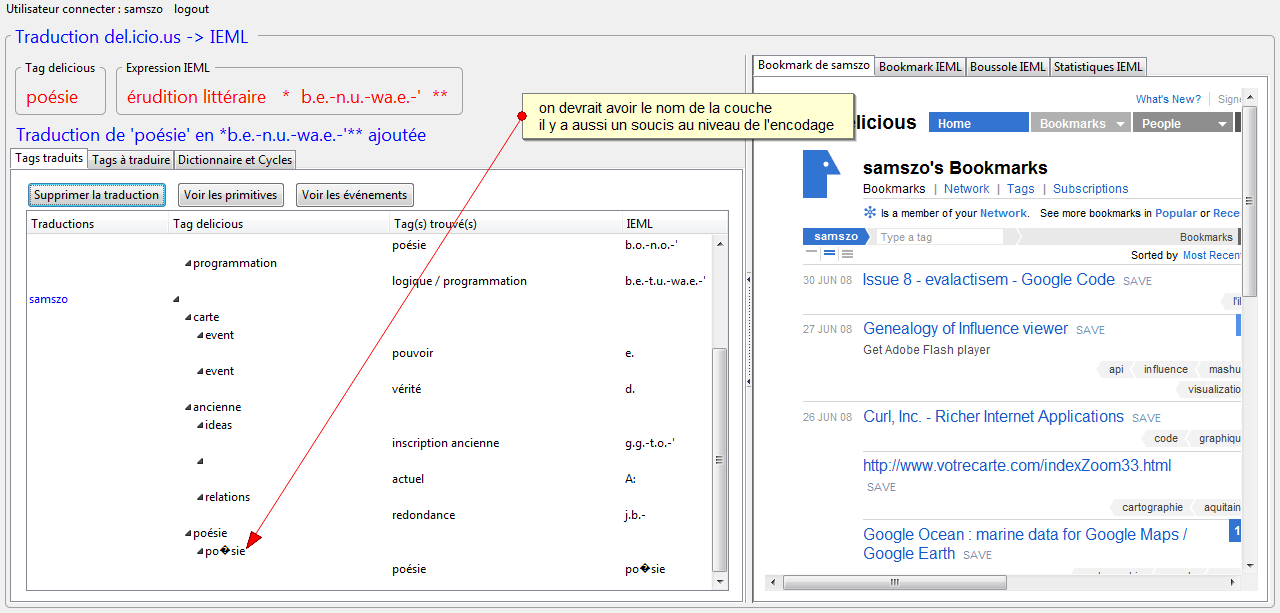 Utilisateur connecter : samszo logout
Traduction del.icio.us -> IEML
Tag delicious
poésie
Expression IEML
érudition littéraire * b.e.-n.u.-wa.e.-' **
Traduction de 'poésie' en *b.e.-n.u.-wa.e.-'** ajoutée
on devrait avoir le nom de la couche
il y a aussi un soucis au niveau de l'encodage
Tags traduits Tags à traduire Dictionnaire et Cycles
Supprimer la traduction Voir les primitives Voir les événements
Traductions Tag delicious Tag(s) trouvé(s) IEML
poésie b.o.-n.o.-'
programmation
logique / programmation b.e.-t.u.-wa.e.-'
samszo
carte
event
pouvoir e.
event
vérité d.
ancienne
ideas
inscription ancienne g.g.-t.o.-'
actuel A:
relations
redondance j.b.-
poésie
po�sie
poésie po�sie
Bookmark de samszo Bookmark IEML Boussole IEML Statistiques IEML
What's New? Signe
licious Home Bookmarks People
samszo's Bookmarks
Bookmarks | Network | Tags | Subscriptions
Is a member of your Network. See more bookmarks in Popular or Rece
samszo Type a tag Bookmarks
Sorted by Most Recen
30 JUN 08 Issue 8 - evalactisem - Google Code SAVE
27 JUN 08 Genealogy of Influence viewer SAVE
Get Adobe Flash player
api influence mashu
visualizatio
26 JUN 08 Curl, Inc. - Richer Internet Applications SAVE
code graphiqu
http://www.votrecarte.com/indexZoom33.html
SAVE
cartographie aquitain
Google Ocean : marine data for Google Maps / 1
Google Earth SAVE